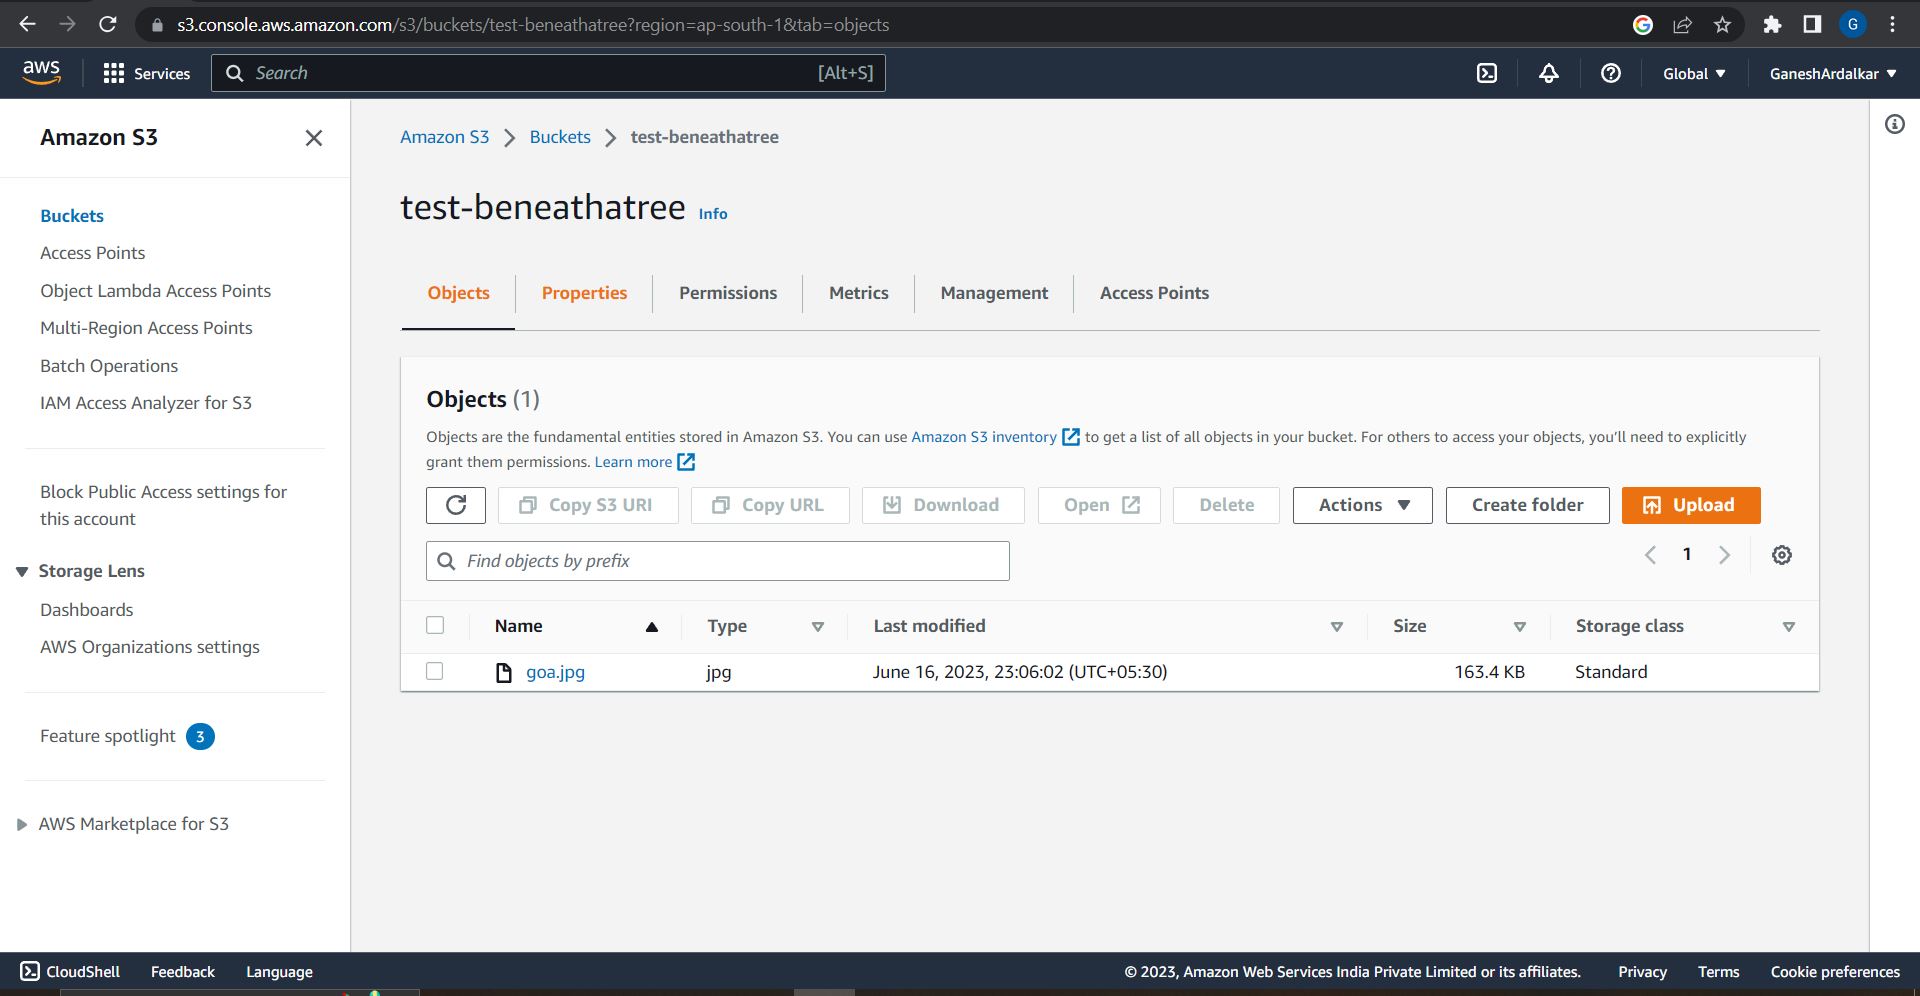 s3.console.aws.amazon.com/s3/buckets/test-beneathatree?region=ap-south-1&tab=objects
G
aws
Services
Search
[Alt+S]
Global
GaneshArdalkar
Amazon S3
Buckets
Access Points
Object Lambda Access Points
Multi-Region Access Points
Batch Operations
IAM Access Analyzer for S3
Block Public Access settings for
this account
Storage Lens
Dashboards
AWS Organizations settings
Feature spotlight 3
AWS Marketplace for S3
Amazon S3 > Buckets > test-beneathatree
test-beneathatree Info
Objects
Properties
Permissions
Metrics
Management
Access Points
Objects (1)
Objects are the fundamental entities stored in Amazon S3. You can use Amazon S3 inventory to get a list of all objects in your bucket. For others to access your objects, you'll need to explicitly
grant them permissions. Learn more
Copy S3 URI
Copy URL
Download
Open
Delete
Actions
Create folder
Upload
Find objects by prefix
1
Name
Type
Last modified
Size
Storage class
goa.jpg
jpg
June 16, 2023, 23:06:02 (UTC+05:30)
163.4 KB
Standard
CloudShell
Feedback
Language
© 2023, Amazon Web Services India Private Limited or its affiliates.
Privacy
Terms
Cookie preferences